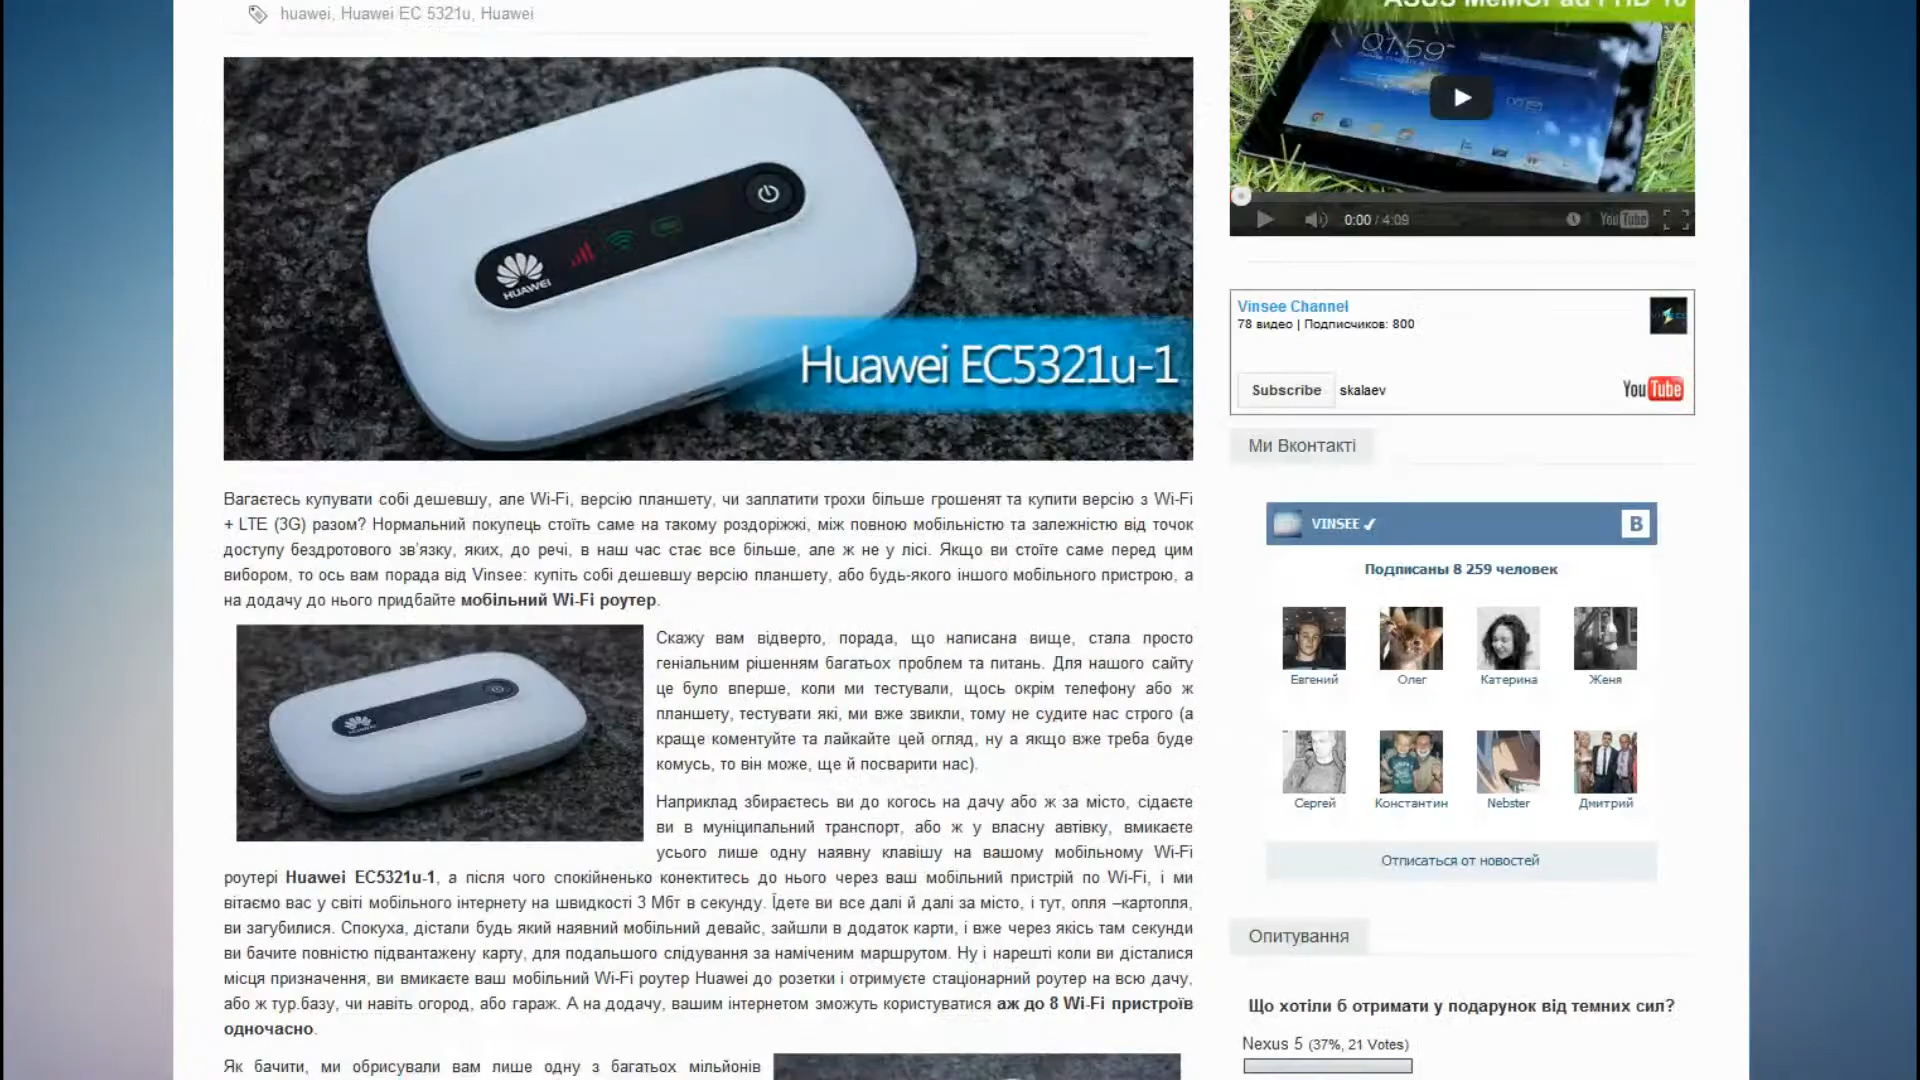 huawei, Huawei EC 5321u, Huawei
HUAWEI
Huawei EC5321u-1
Вагаєтесь купувати собі дешевшу, але Wi-Fi, версію планшету, чи заплатити трохи більше грошенят та купити версію з Wi-Fi
+ LTE (3G) разом? Нормальний покупець стоїть саме на такому роздоріжжі, між повною мобільністю та залежністю від точок
доступу бездротового зв'язку, яких, до речі, в наш час стає все більше, але ж не у лісі. Якщо ви стоїте саме перед цим
вибором, то ось вам порада від Vinsee: купіть собі дешевшу версію планшету, або будь-якого іншого мобільного пристрою, а
на додачу до нього придбайте мобільний Wi-Fi роутер.
Скажу вам відверто, порада, що написана вище, стала просто
геніальним рішенням багатьох проблем та питань. Для нашого сайту
це було вперше, коли ми тестували, щось окрім телефону або ж
планшету, тестувати які, ми вже звикли, тому не судите нас строго (а
краще коментуйте та лайкайте цей огляд, ну а якщо вже треба буде
комусь, то він може, ще й посварити нас).
Наприклад збираєтесь ви до когось на дачу або ж за місто, сідаєте
ви в муніципальний транспорт, або ж у власну автівку, вмикаєте
усього лише одну наявну клавішу на вашому мобільному Wi-Fi
роутері Huawei EC5321u-1, а після чого спокійненько конектитесь до нього через ваш мобільний пристрій по Wi-Fi, і ми
вітаємо вас у світі мобільного інтернету на швидкості 3 Мбт в секунду. Їдете ви все далі й далі за місто, і тут, опля –картопля,
ви загубилися. Спокуха, дістали будь який наявний мобільний девайс, зайшли в додаток карти, і вже через якісь там секунди
ви бачите повністю підвантажену карту, для подальшого слідування за наміченим маршрутом. Ну і нарешті коли ви дісталися
місця призначення, ви вмикаєте ваш мобільний Wi-Fi роутер Huawei до розетки і отримуєте стаціонарний роутер на всю дачу,
або ж тур.базу, чи навіть огород, або гараж. А на додачу, вашим інтернетом зможуть користуватися аж до 8 Wi-Fi пристроїв
одночасно.
Як бачити, ми обрисували вам лише одну з багатьох мільйонів
ASUS MeMOPad FHD 10
0:00 / 4:09
YouTube
Vinsee Channel
78 видео | Подписчиков: 800
Subscribe skalaev
YouTube
Ми Вконтакті
VINSEE
B
Подписаны 8 259 человек
Евгений Олег Катерина Женя
Сергей Константин Nebster Дмитрий
Отписаться от новостей
Опитування
Що хотіли б отримати у подарунок від темних сил?
Nexus 5 (37%, 21 Votes)